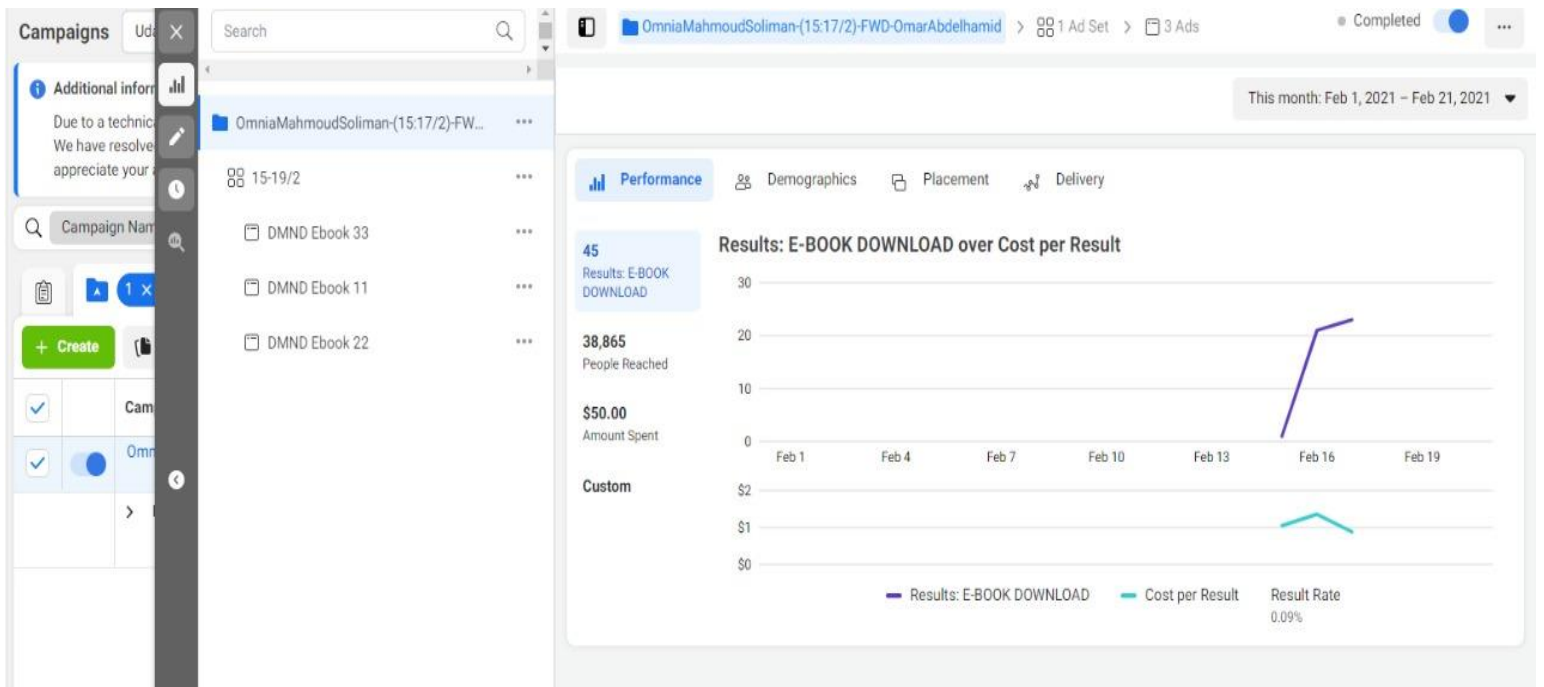 Campaigns
Uda
Additional inforr
Due to a technic
We have resolve
appreciate your a
Campaign Nam
1 ×
+ Create
Cam
Omn
Search
OmniaMahmoudSoliman-(15:17/2)-FW...
15-19/2
DMND Ebook 33
DMND Ebook 11
DMND Ebook 22
OmniaMahmoudSoliman-(15:17/2)-FWD-OmarAbdelhamid > 1 Ad Set > 3 Ads
Completed
This month: Feb 1, 2021 – Feb 21, 2021
Performance Demographics Placement Delivery
45
Results: E-BOOK
DOWNLOAD
38,865
People Reached
$50.00
Amount Spent
Custom
Results: E-BOOK DOWNLOAD over Cost per Result
30
20
10
0
Feb 1 Feb 4 Feb 7 Feb 10 Feb 13 Feb 16 Feb 19
$2
$1
$0
Results: E-BOOK DOWNLOAD Cost per Result Result Rate
0.09%